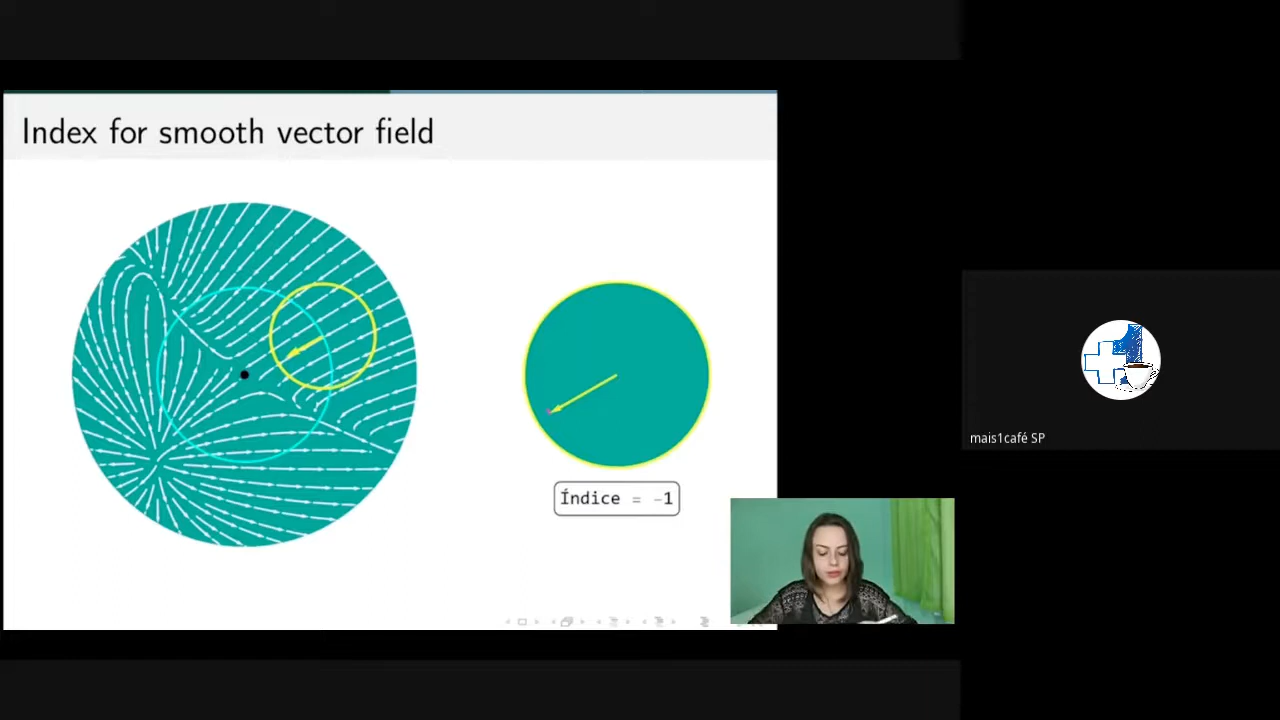 Index for smooth vector field
Índice = −1
mais1café SP